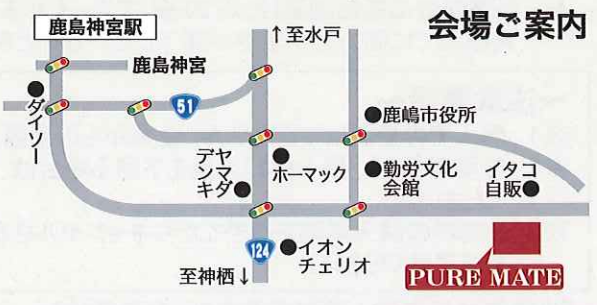 会場ご案内
鹿島神宮駅
↑至水戸
鹿島神宮
ダイソー
51
鹿嶋市役所
ヤマダ
デンキ
ホーマック
勤労文化
会館
イタコ
自販
124
イオン
チェリオ
至神栖↓
PURE MATE